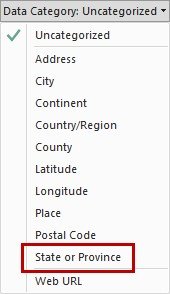 Data Category: Uncategorized
Uncategorized
Address
City
Continent
Country/Region
County
Latitude
Longitude
Place
Postal Code
State or Province
Web URL